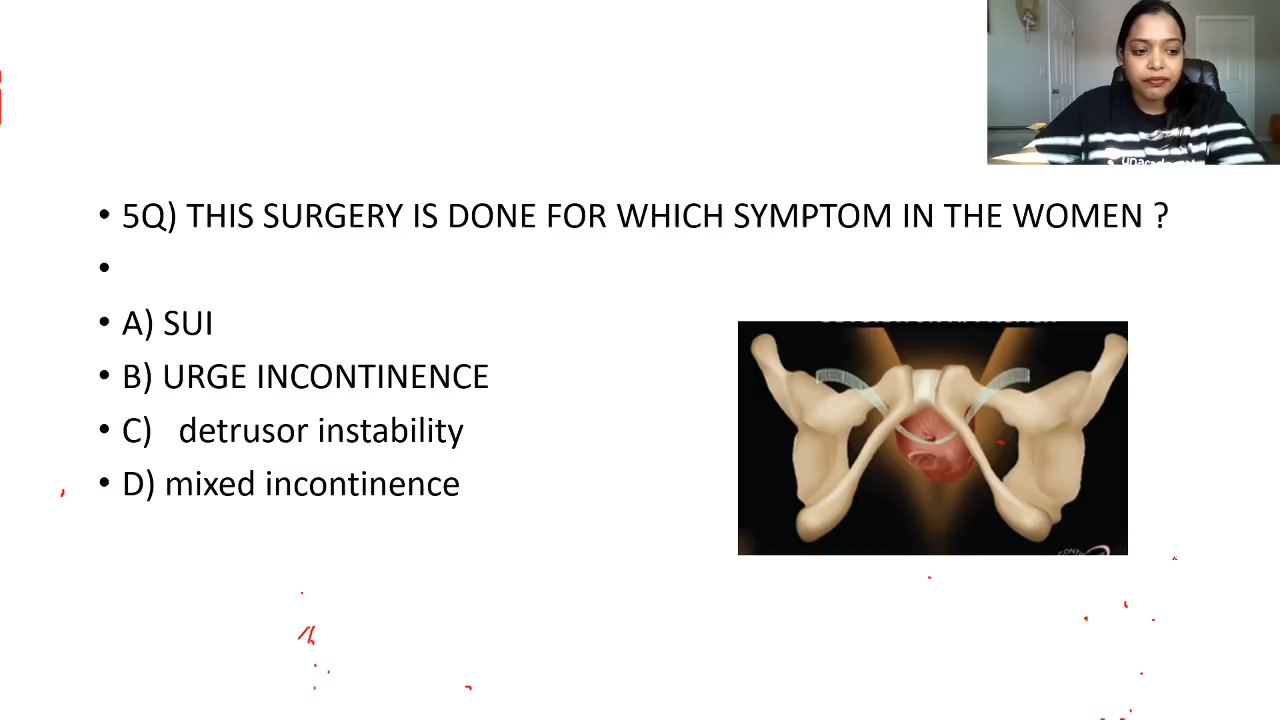 • 5Q) THIS SURGERY IS DONE FOR WHICH SYMPTOM IN THE WOMEN ?
•
• A) SUI
• B) URGE INCONTINENCE
• C) detrusor instability
• D) mixed incontinence